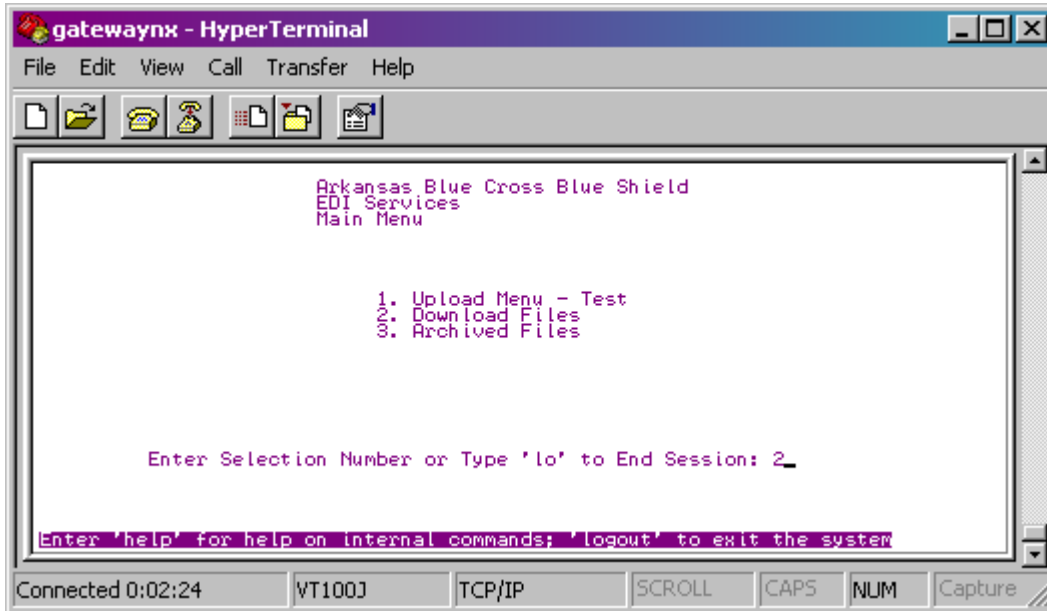 gatewaynx - HyperTerminal
File Edit View Call Transfer Help
Arkansas Blue Cross Blue Shield
EDI Services
Main Menu
1. Upload Menu - Test
2. Download Files
3. Archived Files
Enter Selection Number or Type 'lo' to End Session: 2_
Enter 'help' for help on internal commands; 'logout' to exit the system
Connected 0:02:24 VT100J TCP/IP SCROLL CAPS NUM Capture